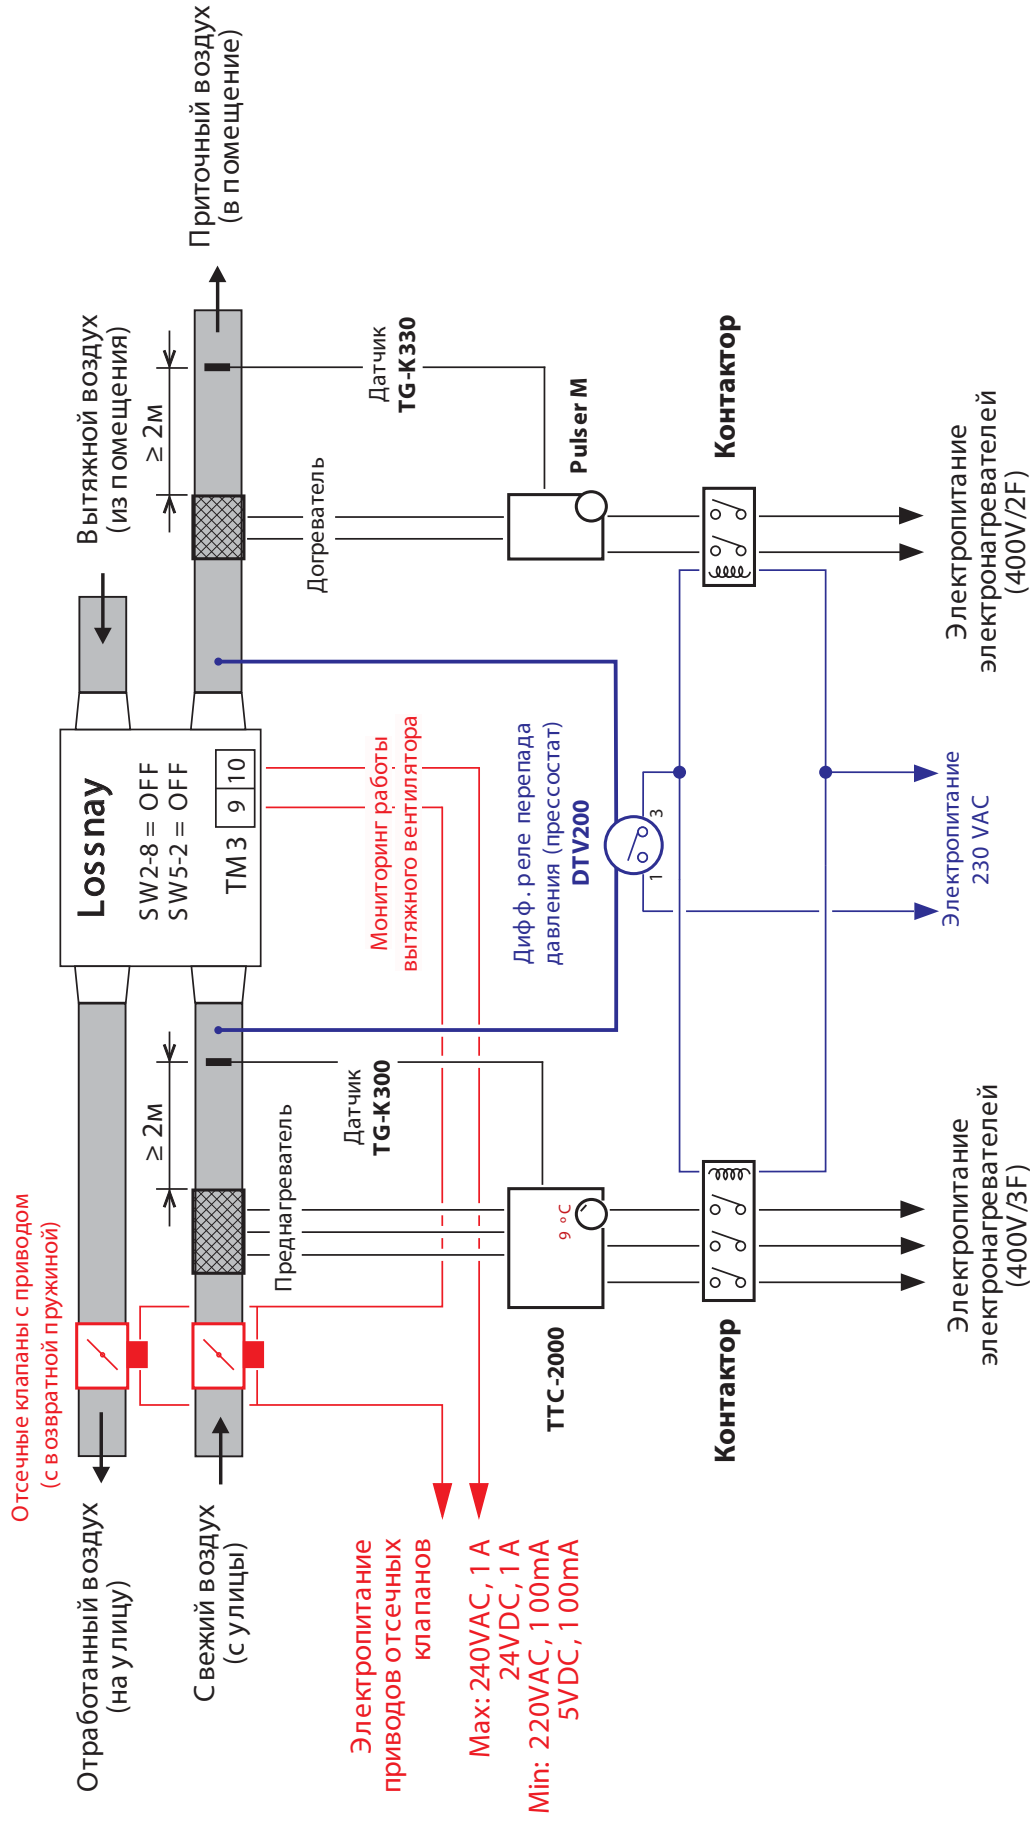 Отсечные клапаны с приводом
(с возвратной пружиной)
Отработанный воздух
(на улицу)
Свежий воздух
(с улицы)
Вытяжной воздух
(из помещения)
Приточный воздух
(в помещение)
Lossnay
SW2-8 = OFF
SW5-2 = OFF
TM 3
9
10
≥ 2м
≥ 2м
Преднагреватель
Догреватель
Датчик
TG-K300
Датчик
TG-K330
Мониторинг работы
вытяжного вентилятора
Электропитание
приводов отсечных
клапанов
Max: 240VAC, 1 A
24VDC, 1 A
Min: 220VAC, 100mA
5VDC, 100mA
Дифф. реле перепада
давления (прессостат)
DTV200
1
3
9 °C
TTC-2000
Pulser M
Контактор
Контактор
Электропитание
электронагревателей
(400V/3F)
Электропитание
230 VAC
Электропитание
электронагревателей
(400V/2F)